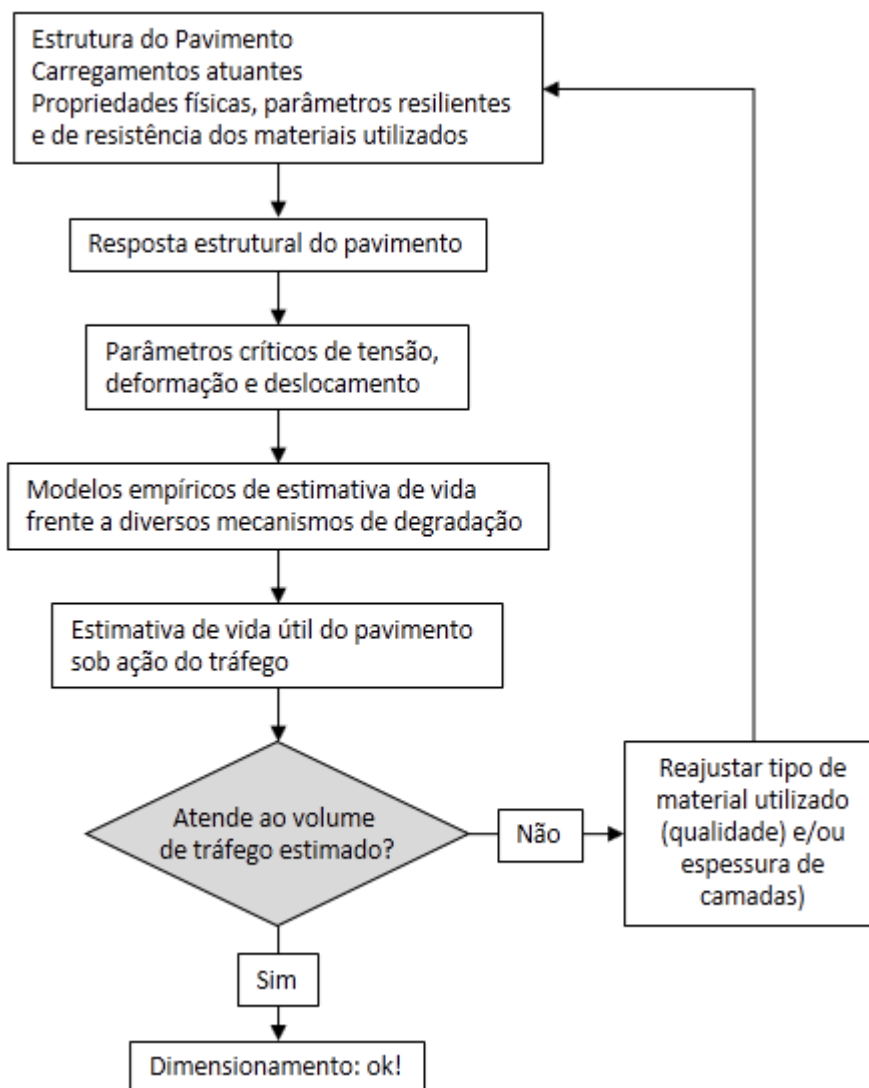 Estrutura do Pavimento
Carregamentos atuantes
Propriedades físicas, parâmetros resilientes
e de resistência dos materiais utilizados
Resposta estrutural do pavimento
Parâmetros críticos de tensão,
deformação e deslocamento
Modelos empíricos de estimativa de vida
frente a diversos mecanismos de degradação
Estimativa de vida útil do pavimento
sob ação do tráfego
Atende ao volume
de tráfego estimado?
Não
Reajustar tipo de
material utilizado
(qualidade) e/ou
espessura de
camadas)
Sim
Dimensionamento: ok!